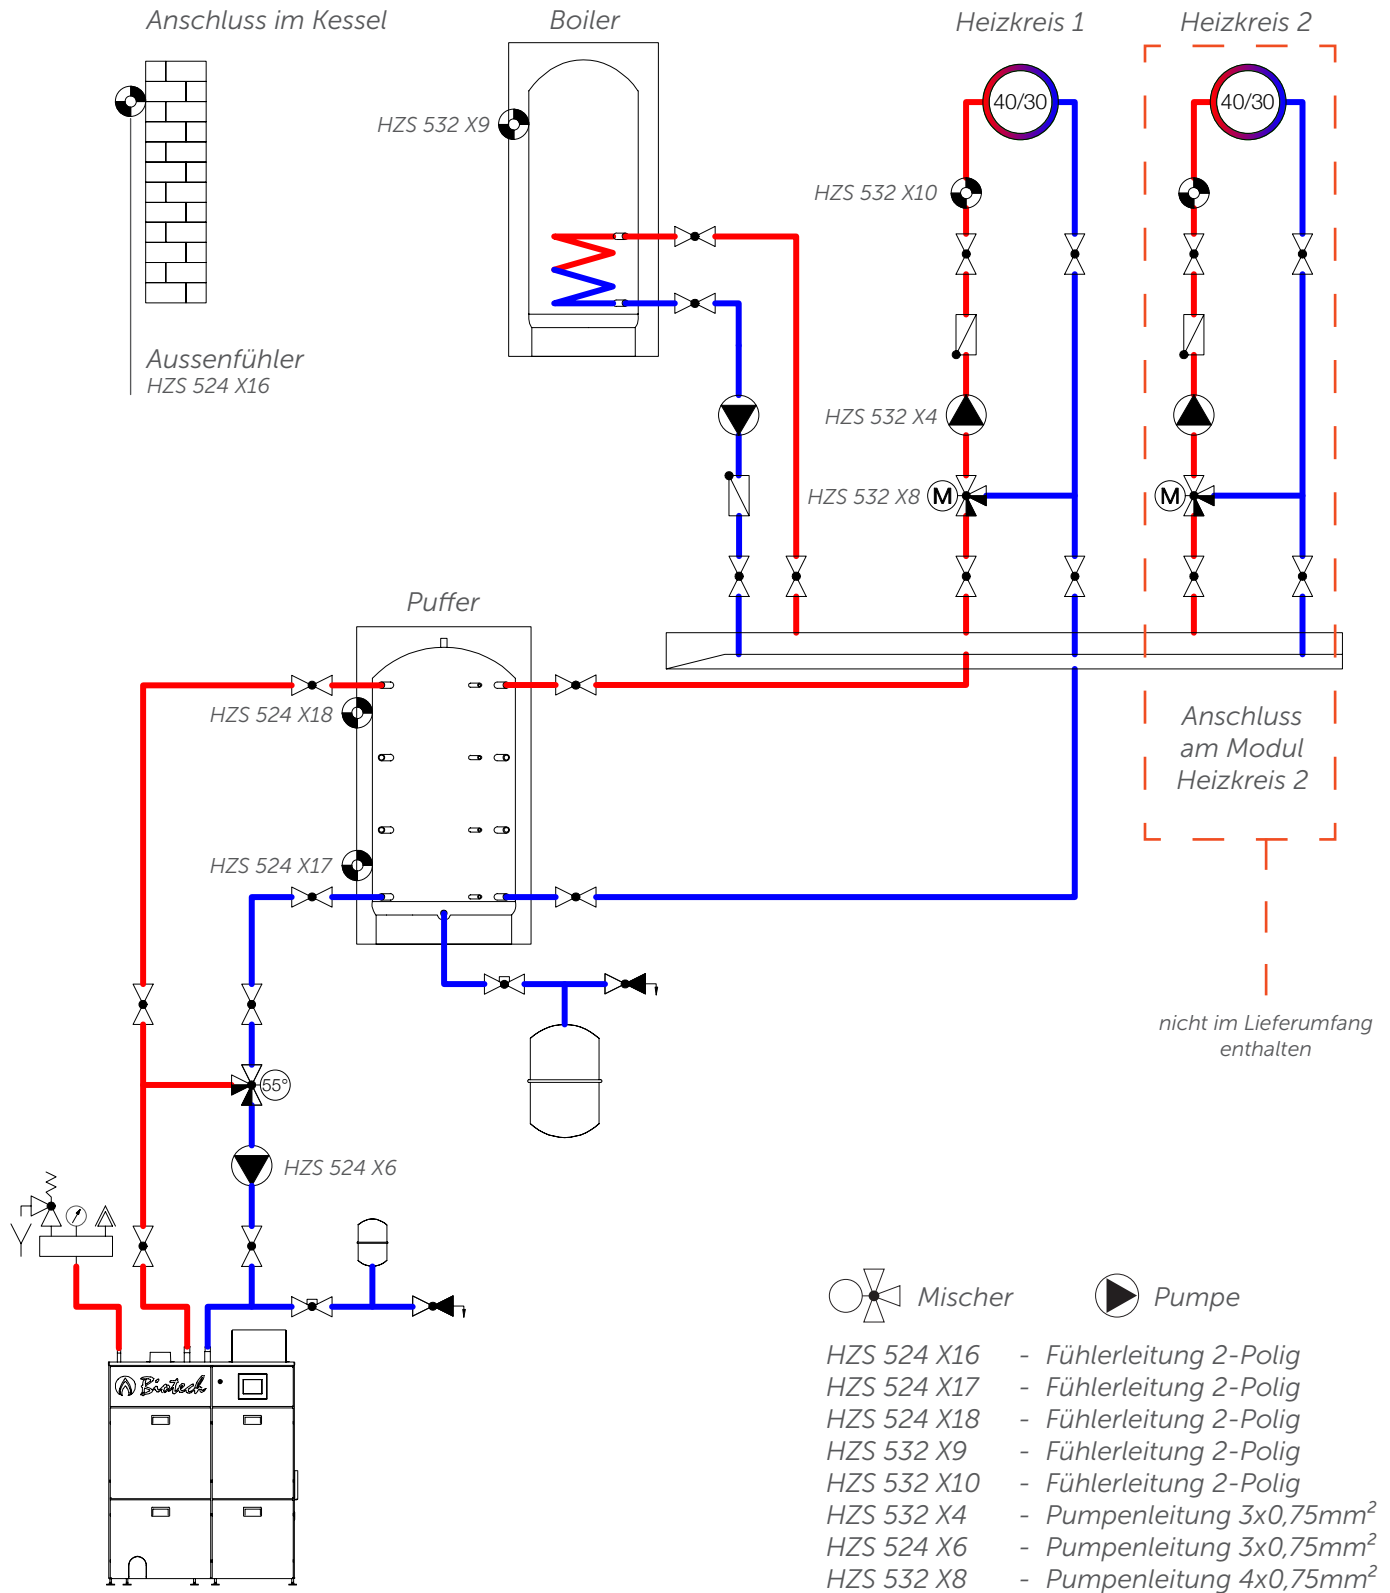 Anschluss im Kessel
Boiler
Heizkreis 1
Heizkreis 2
40/30
40/30
HZS 532 X9
HZS 532 X10
Aussenfühler
HZS 524 X16
HZS 532 X4
HZS 532 X8
M
M
Puffer
HZS 524 X18
HZS 524 X17
Anschluss
am Modul
Heizkreis 2
nicht im Lieferumfang
enthalten
55°
HZS 524 X6
Mischer
Pumpe
Biotech
HZS 524 X16 - Fühlerleitung 2-Polig
HZS 524 X17 - Fühlerleitung 2-Polig
HZS 524 X18 - Fühlerleitung 2-Polig
HZS 532 X9 - Fühlerleitung 2-Polig
HZS 532 X10 - Fühlerleitung 2-Polig
HZS 532 X4 - Pumpenleitung 3x0,75mm²
HZS 524 X6 - Pumpenleitung 3x0,75mm²
HZS 532 X8 - Pumpenleitung 4x0,75mm²